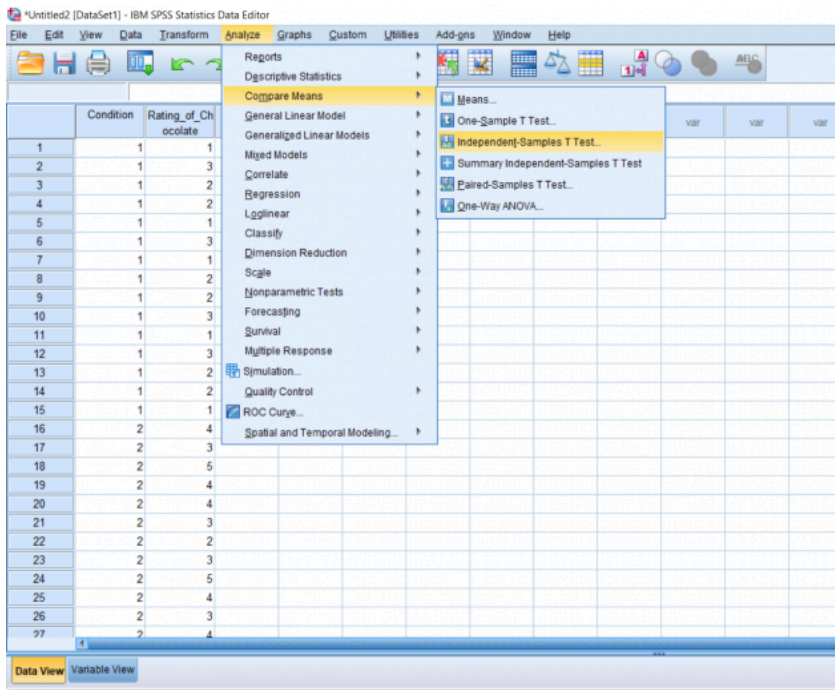 *Untitled2 [DataSet1] - IBM SPSS Statistics Data Editor
File Edit View Data Transform Analyze Graphs Custom Utilities Add-ons Window Help
Reports
Descriptive Statistics
Compare Means
General Linear Model
Generalized Linear Models
Mixed Models
Correlate
Regression
Loglinear
Classify
Dimension Reduction
Scale
Nonparametric Tests
Forecasting
Survival
Multiple Response
Simulation...
Quality Control
ROC Curve...
Spatial and Temporal Modeling...
Means...
One-Sample T Test...
Independent-Samples T Test...
Summary Independent-Samples T Test
Paired-Samples T Test...
One-Way ANOVA...
A
1
ABC
Condition Rating_of_Ch var var var
ocolate
1 1 1
2 1 3
3 1 2
4 1 2
5 1 1
6 1 3
7 1 1
8 1 2
9 1 2
10 1 3
11 1 1
12 1 3
13 1 2
14 1 2
15 1 1
16 2 4
17 2 3
18 2 5
19 2 4
20 2 4
21 2 3
22 2 2
23 2 3
24 2 5
25 2 4
26 2 3
27 2 4
Data View Variable View